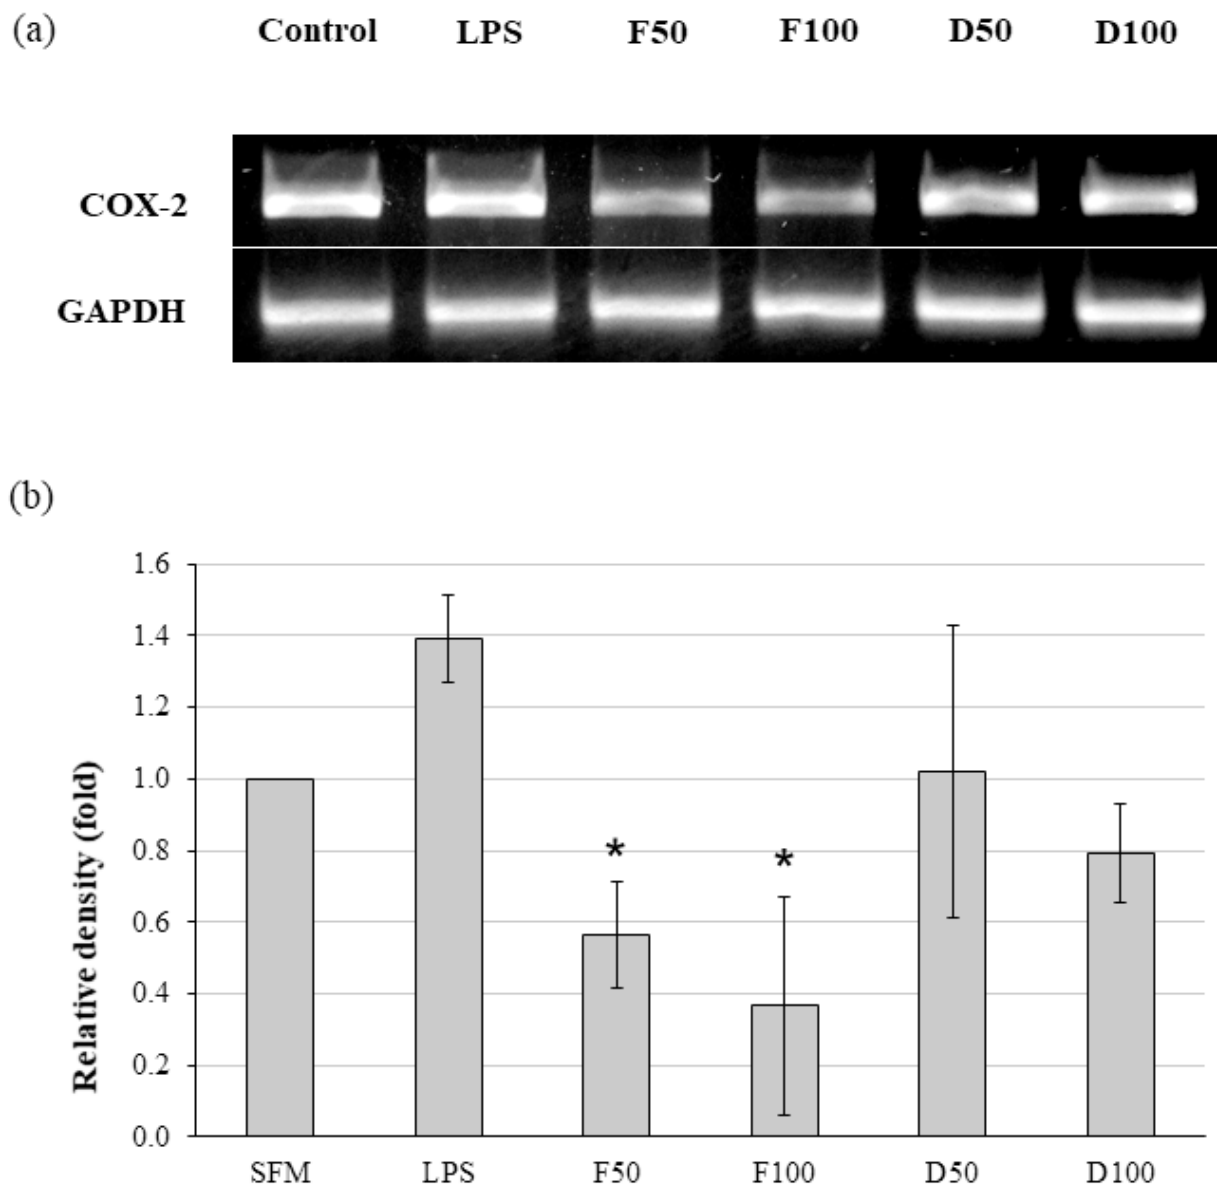 (a)
Control LPS F50 F100 D50 D100
COX-2
GAPDH
(b)
Relative density (fold)
1.6
1.4
1.2
1.0
0.8
* *
0.6
0.4
0.2
0.0
SFM LPS F50 F100 D50 D100